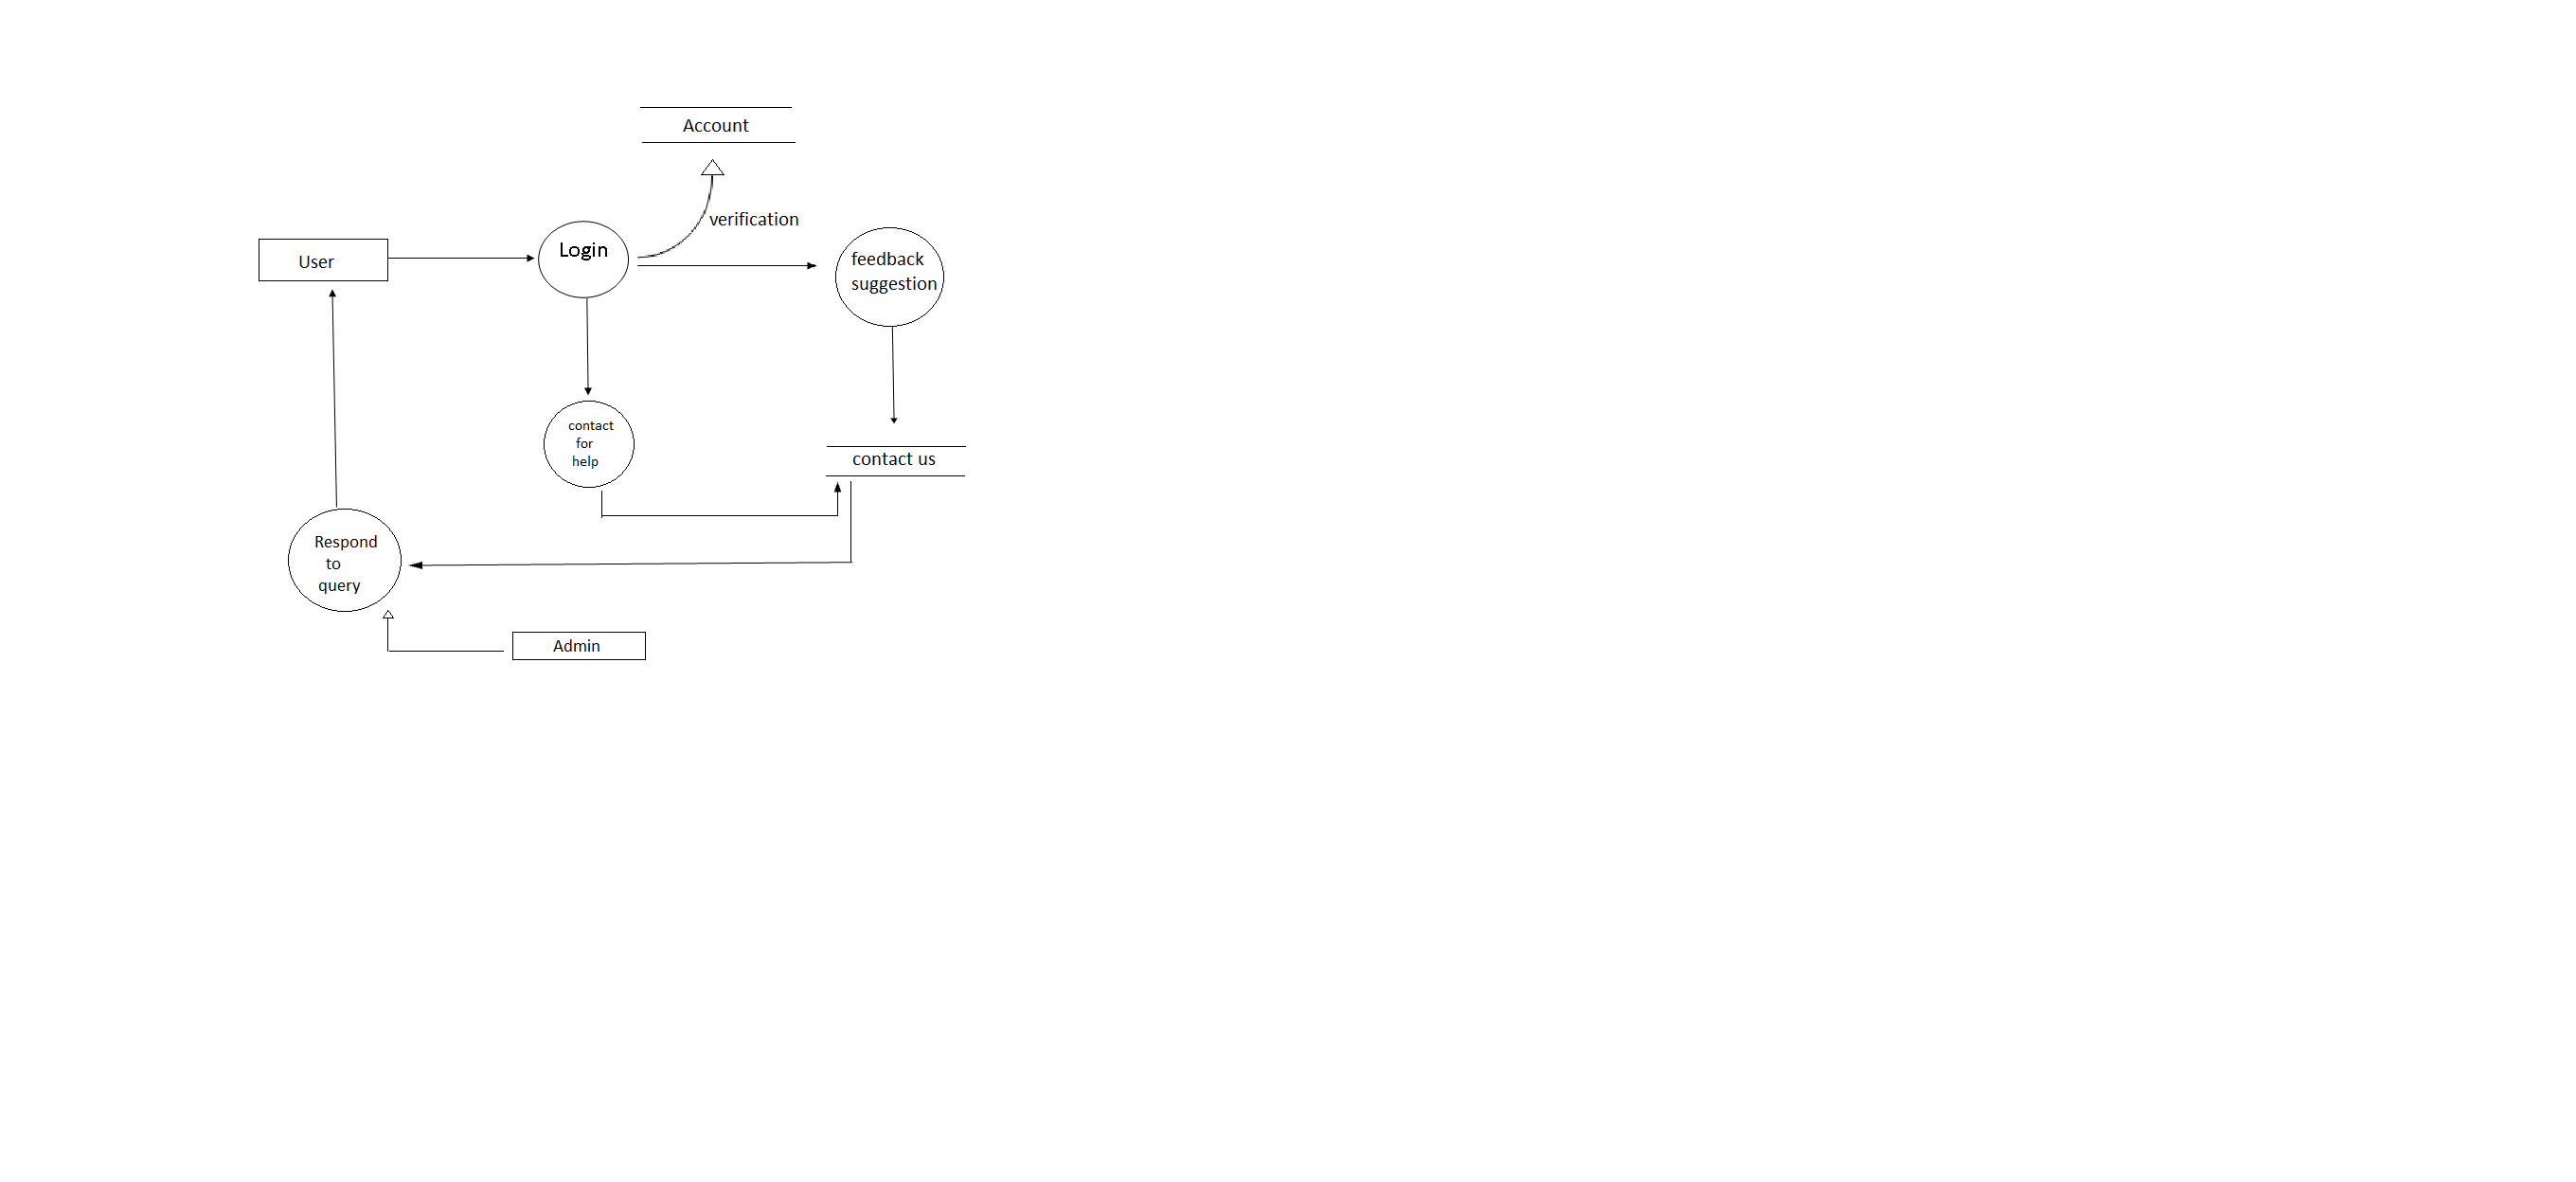 Account
verification
Login
User
feedback
suggestion
contact
for
help
contact us
Respond
to
query
Admin